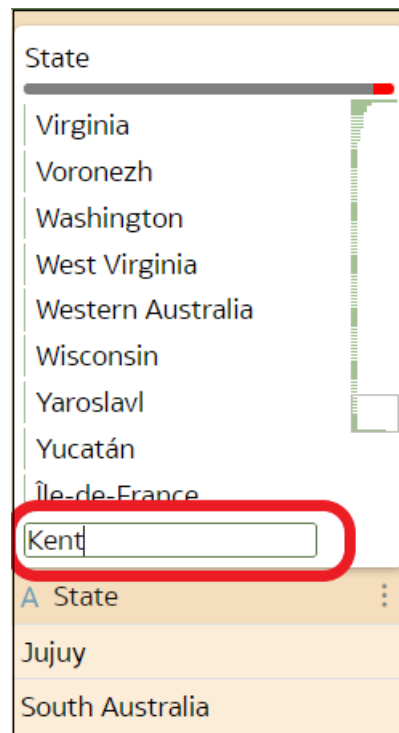 State
Virginia
Voronezh
Washington
West Virginia
Western Australia
Wisconsin
Yaroslavl
Yucatán
Île-de-France
Kent
A State
Jujuy
South Australia